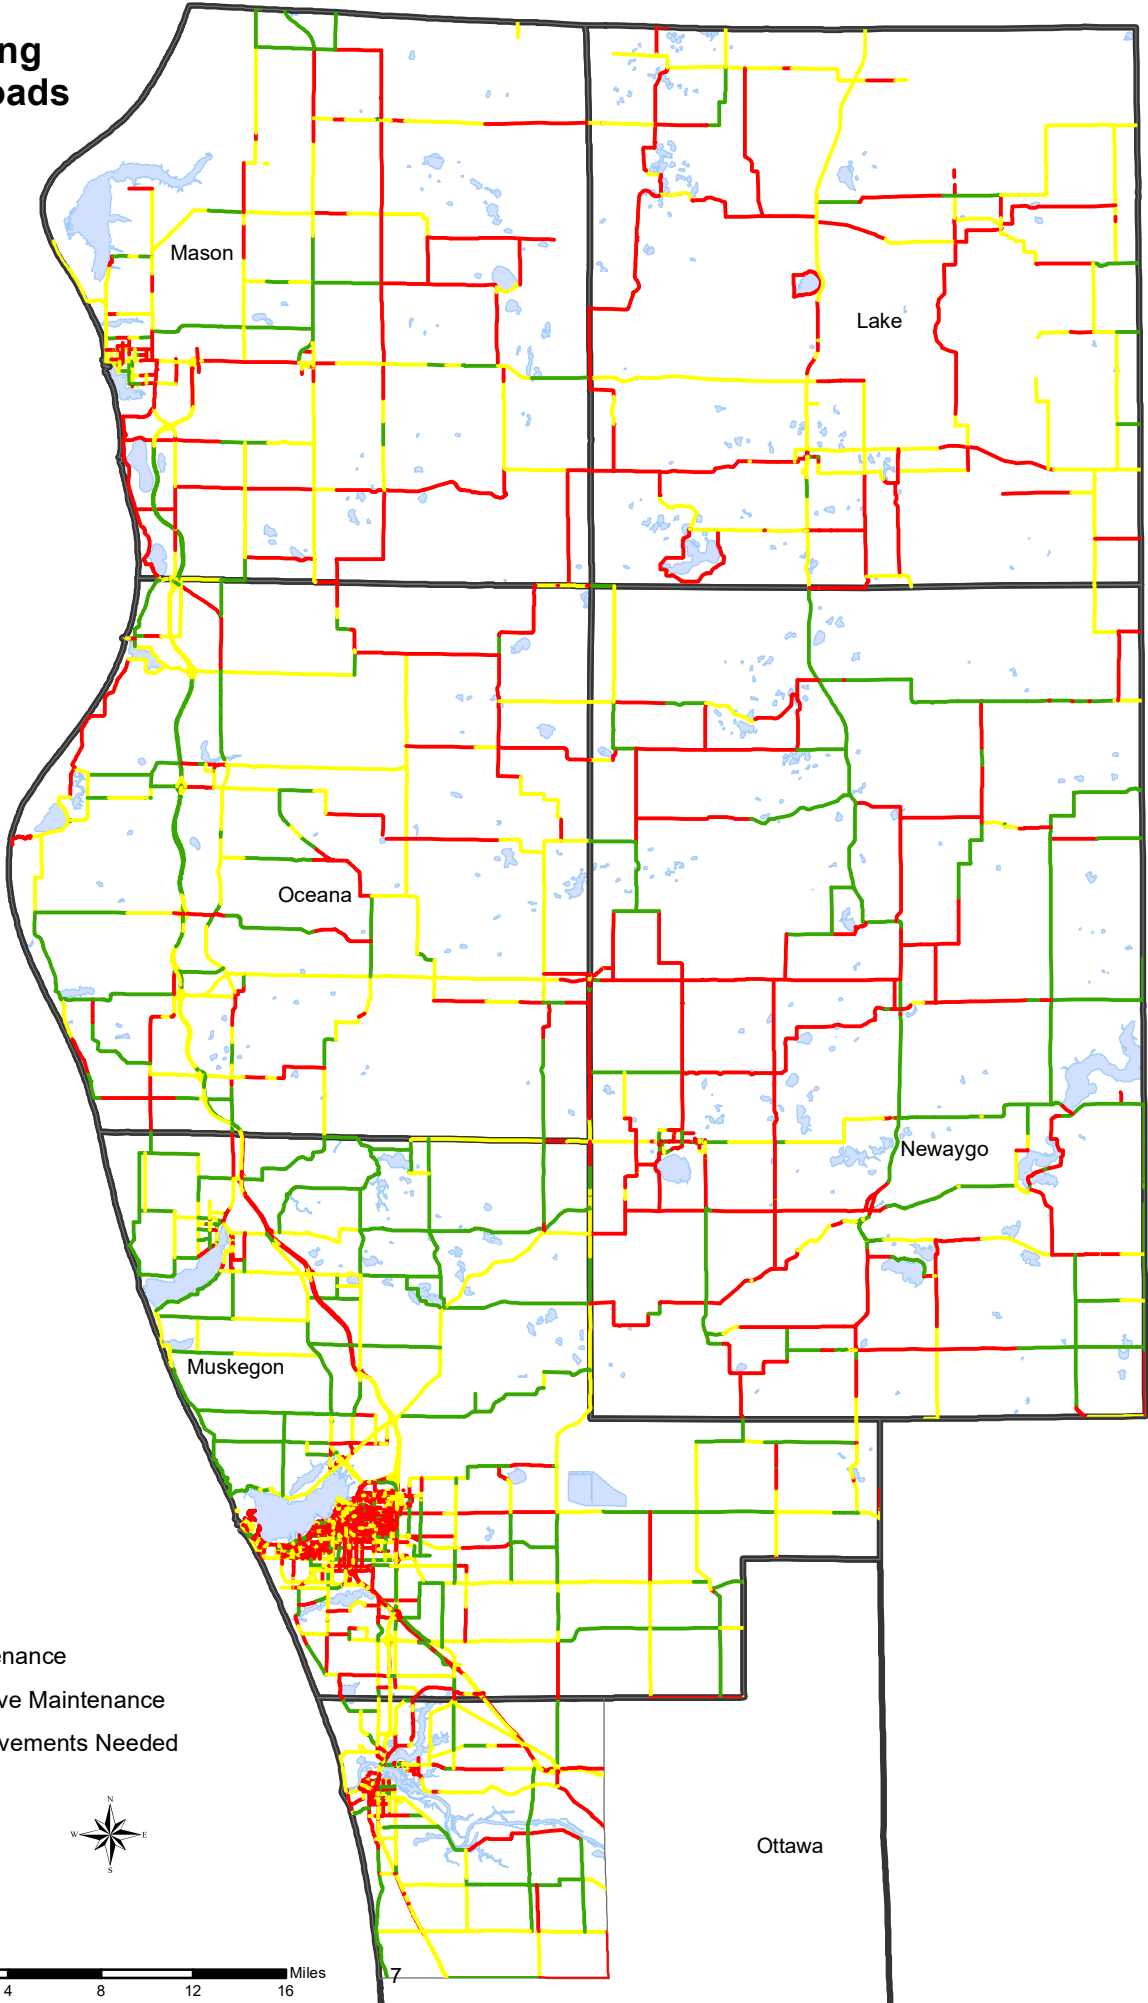 ng
oads
Mason
Lake
Oceana
Newaygo
Muskegon
enance
ve Maintenance
vements Needed
N
W E
S
Ottawa
7
Miles
4 8 12 16